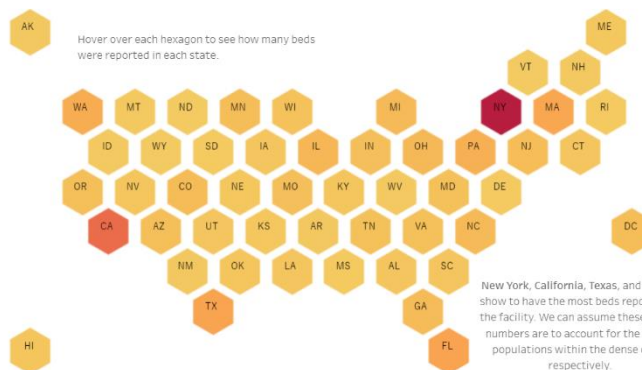 AK
ME
Hover over each hexagon to see how many beds
were reported in each state.
VT NH
WA MT ND MN WI MI NY MA RI
ID WY SD IA IL IN OH PA NJ CT
OR NV CO NE MO KY WV MD DE
CA AZ UT KS AR TN VA NC DC
NM OK LA MS AL SC
New York, California, Texas, and
show to have the most beds
the facility. We can assume these
numbers are to account for the
populations within the dense
respectively.
TX GA
HI FL